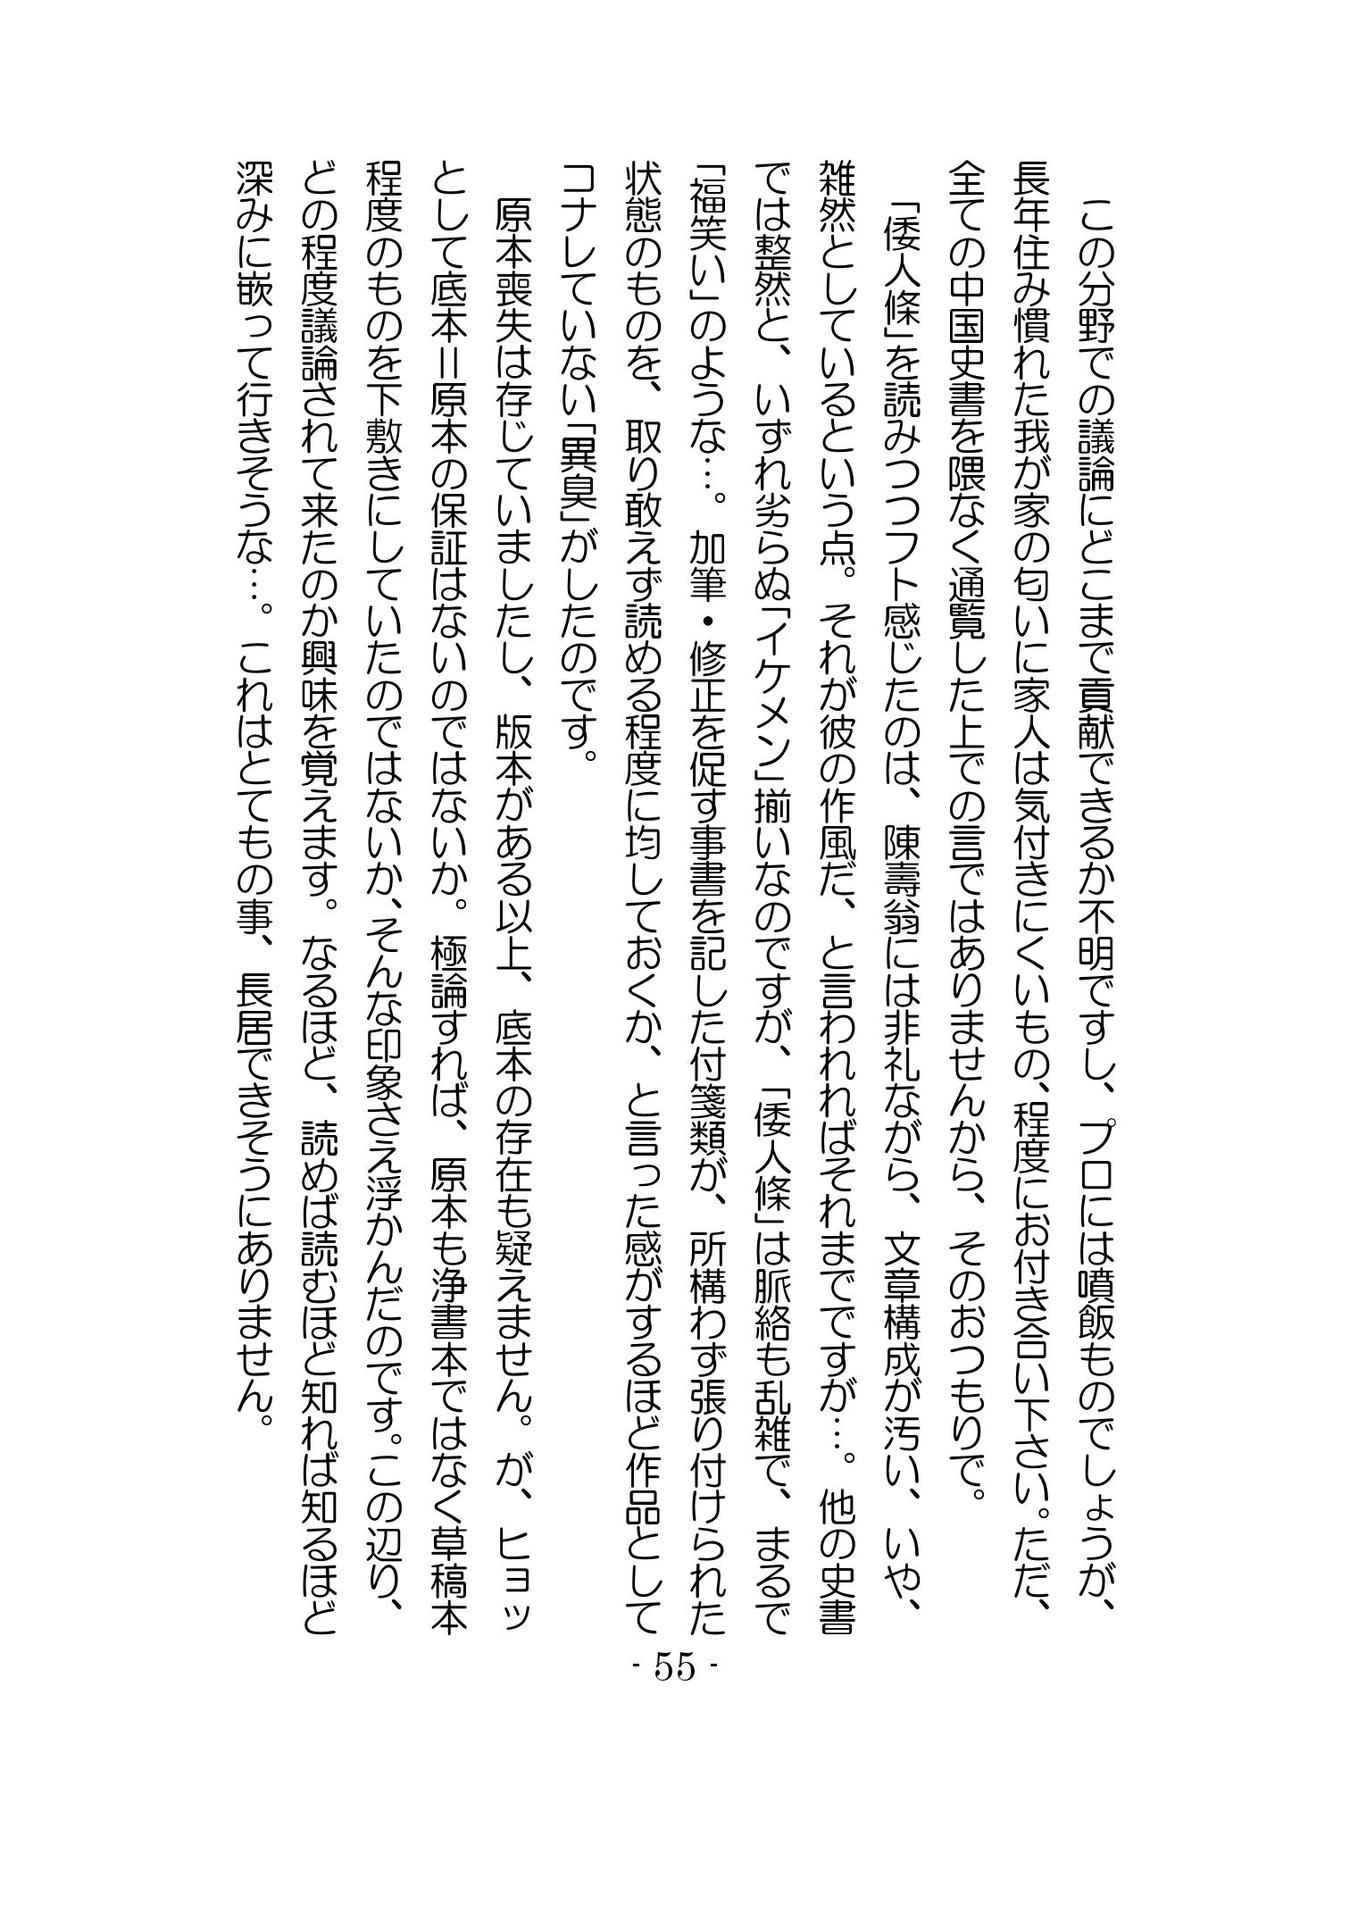 この分野での議論にどこまで貢献できるか不明ですし、プロには噴飯ものでしょうが、
長年住み慣れた我が家の匂いに家人は気付きにくいもの、程度にお付き合い下さい。ただ、
全ての中国史書を隈なく通覧した上での言ではありませんから、そのおつもりで。
「倭人條」を読みつつフト感じたのは、陳壽翁には非礼ながら、文章構成が汚い、いや、
雑然としているという点。それが彼の作風だ、と言われればそれまでですが…。他の史書
では整然と、いずれ劣らぬ「イケメン」揃いなのですが、「倭人條」は脈絡も乱雑で、まるで
「福笑い」のような…。加筆・修正を促す事書を記した付箋類が、所構わず張り付けられた
状態のものを、取り敢えず読める程度に均しておくか、と言った感がするほど作品として
コナしていない「異臭」がしたのです。
原本喪失は存じていましたし、版本がある以上、底本の存在も疑えません。が、ヒョッ
として底本＝原本の保証はないのではないか。極論すれば、原本も浄書本ではなく草稿本
程度のものを下敷きにしていたのではないか、そんな印象さえ浮かんだのです。この辺り、
どの程度議論されて来たのか興味を覚えます。なるほど、読めば読むほど知れば知るほど
深みに嵌って行きそうな…。これはとてもの事、長居できそうにありません。
- 55 -